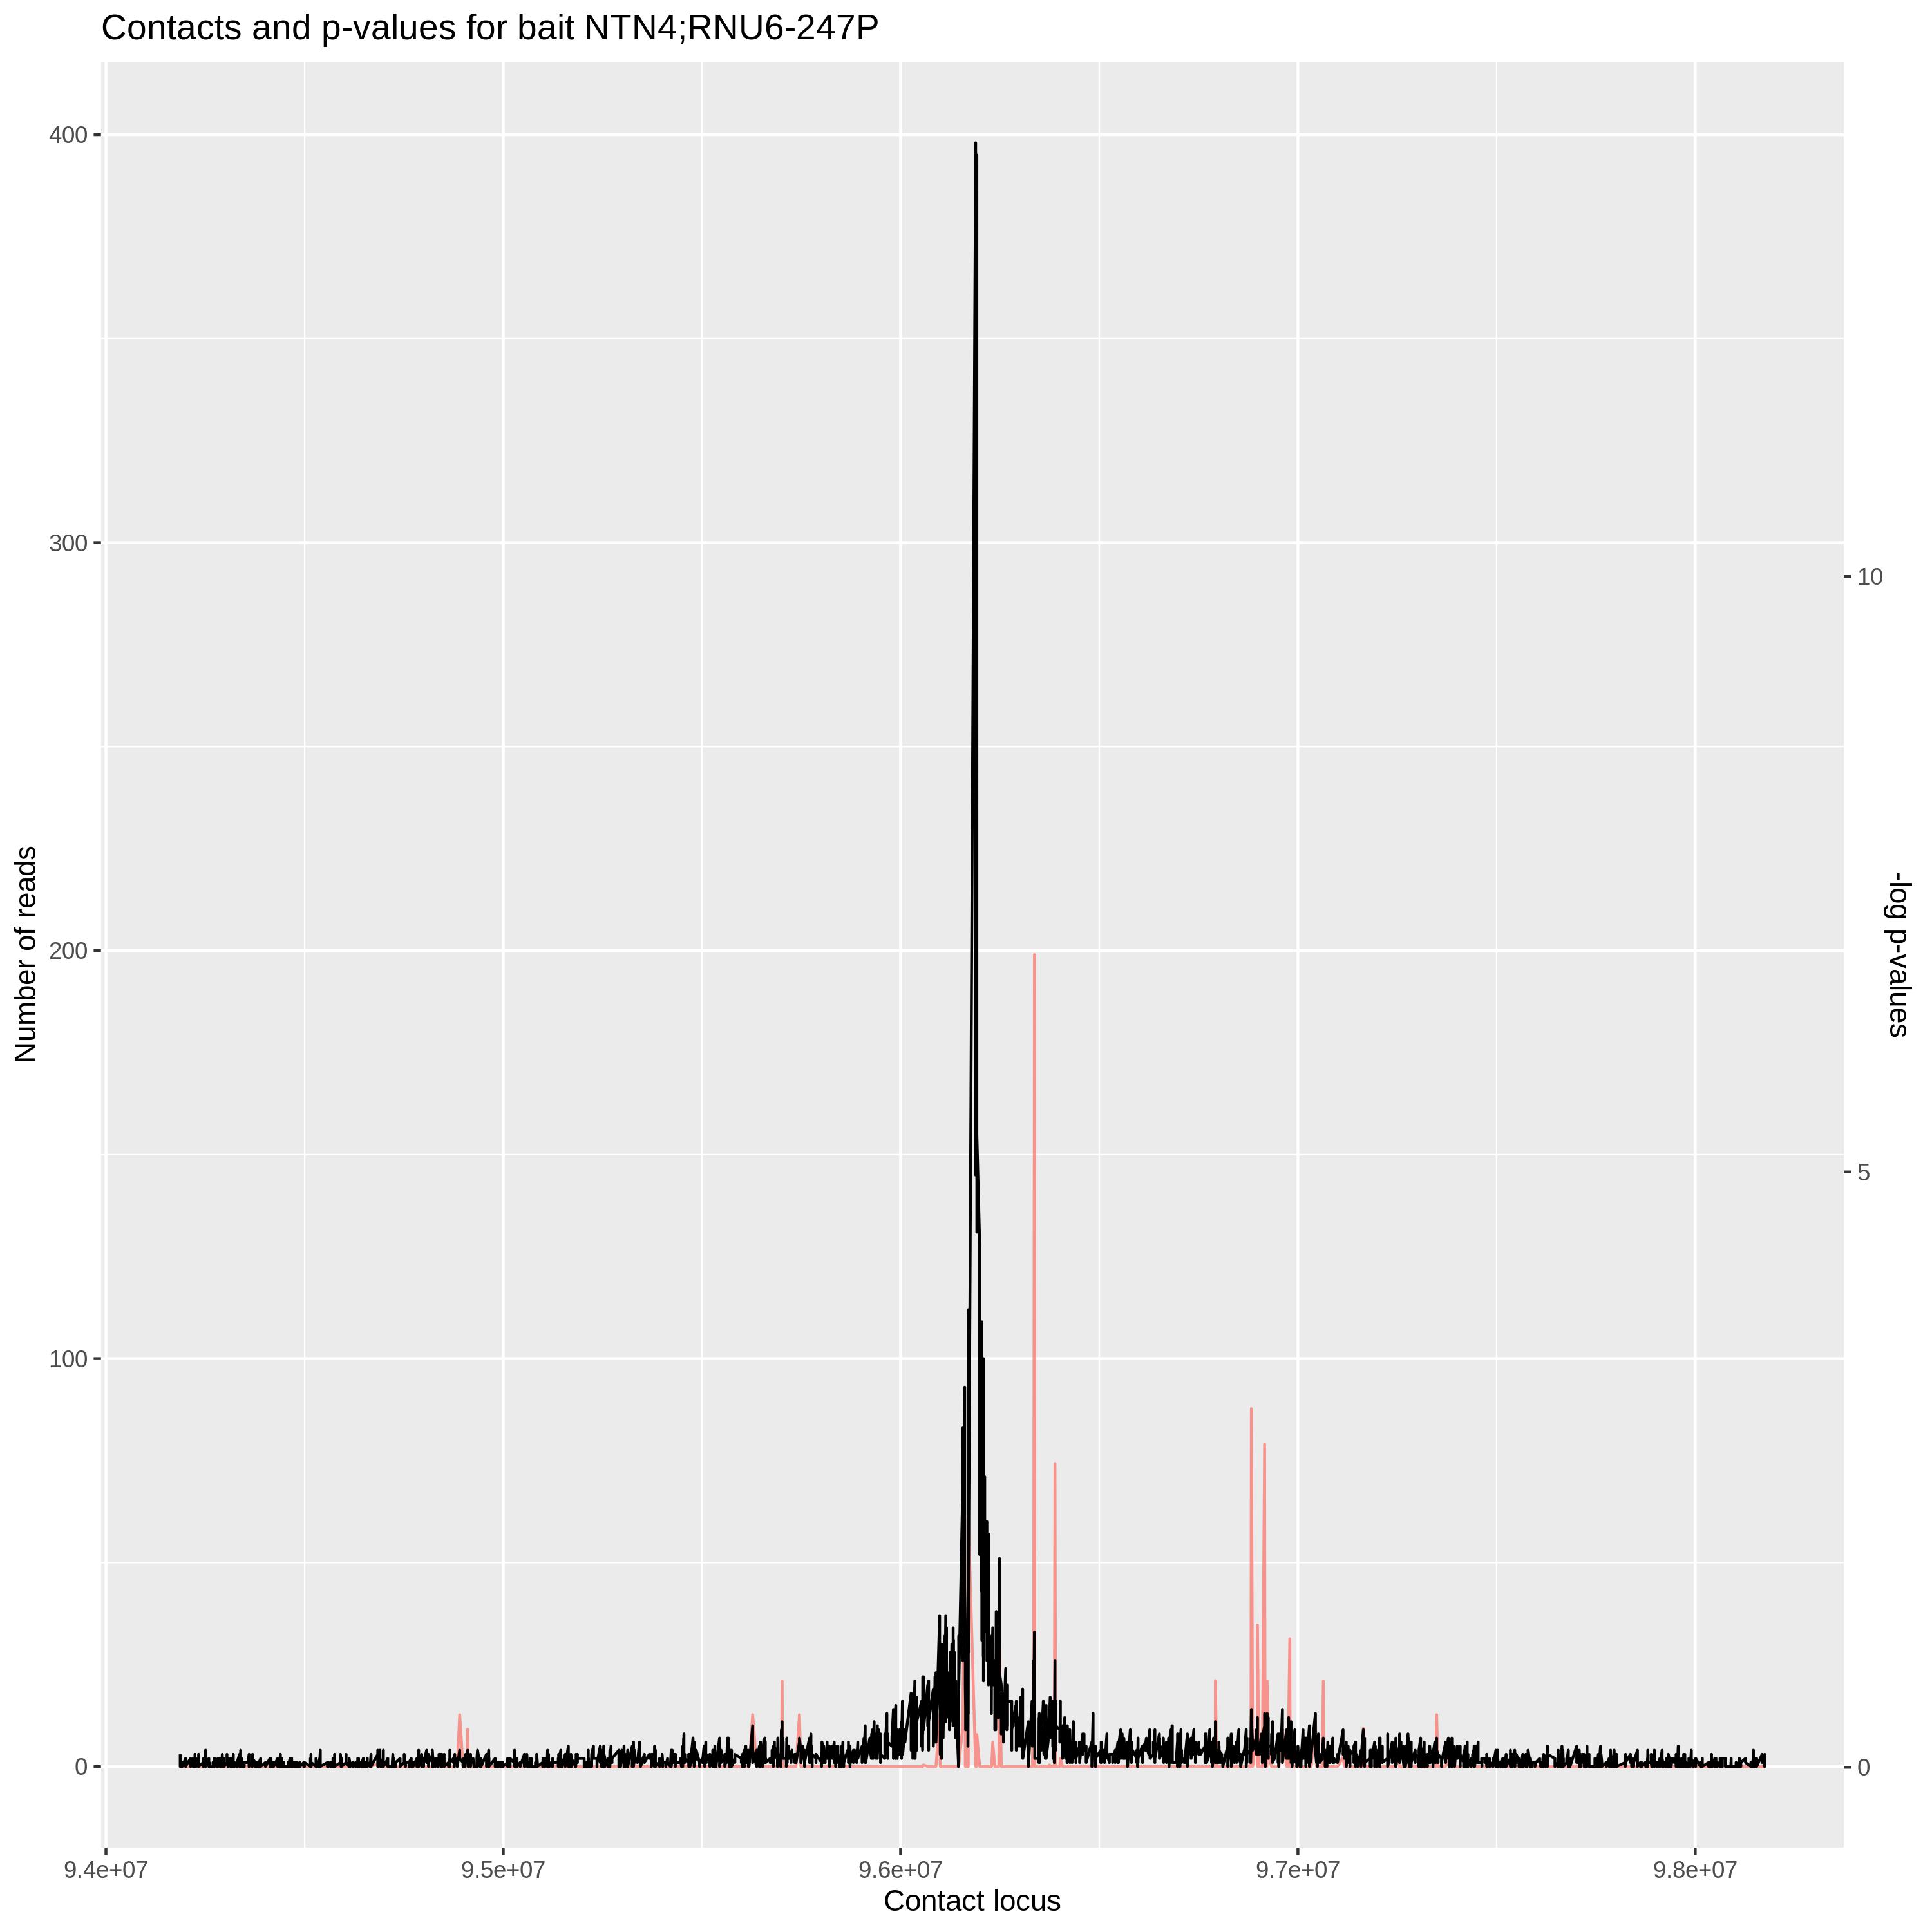 Contacts and p-values for bait NTN4;RNU6-247P
400
300
200
100
0
Number of reads
10
5
0
-log p-values
9.4e+07
9.5e+07
9.6e+07
9.7e+07
9.8e+07
Contact locus